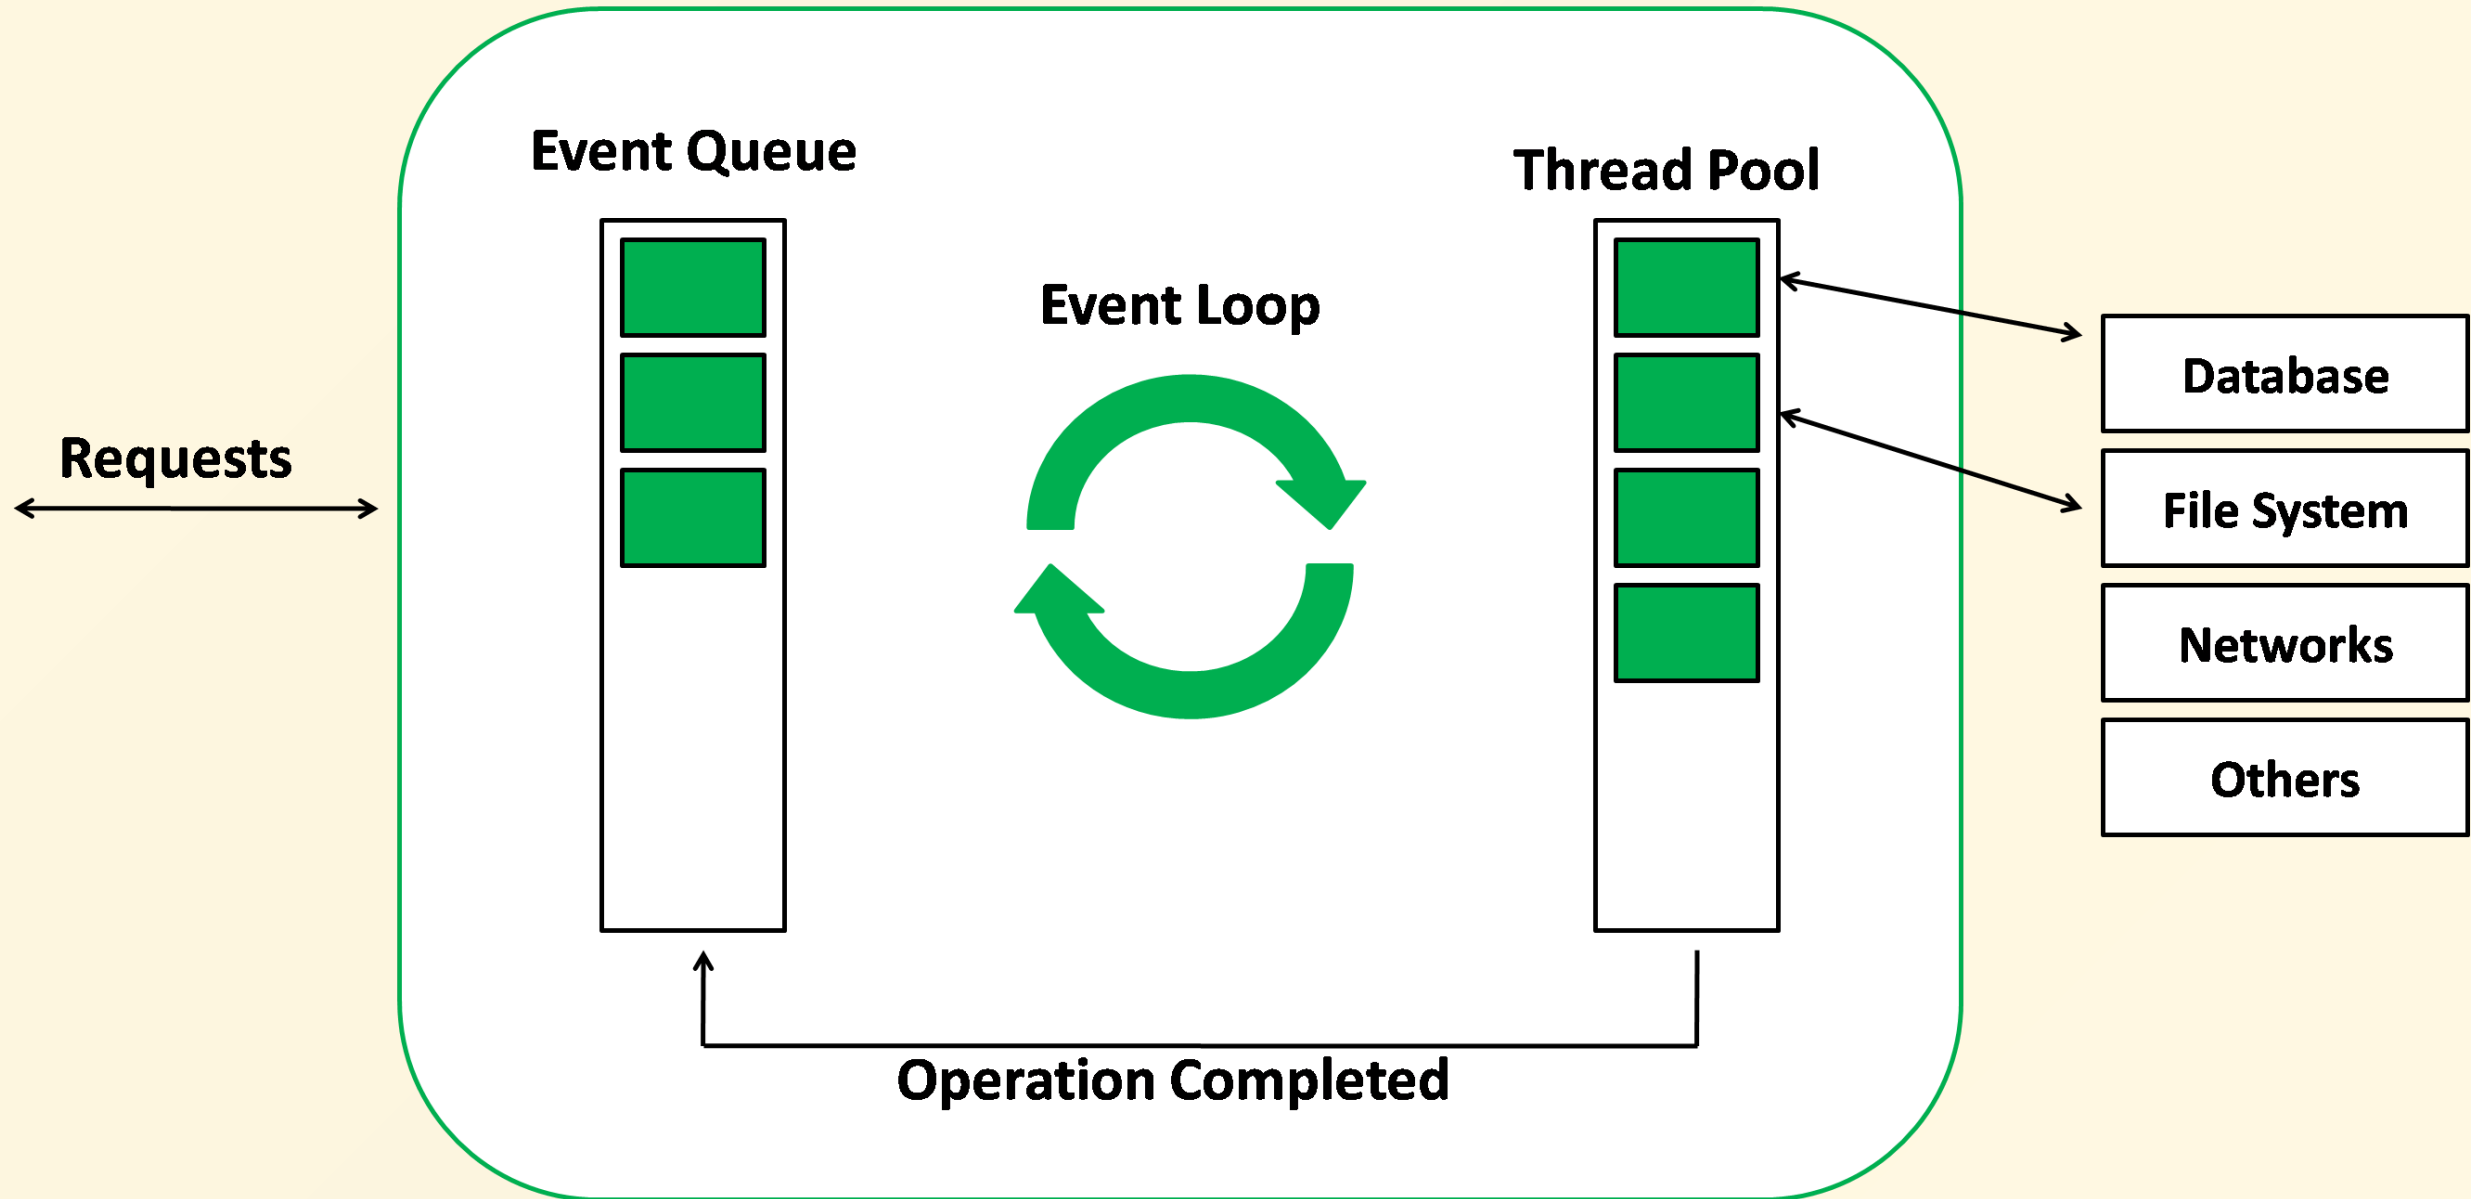 Event Queue
Thread Pool
Event Loop
Requests
Database
File System
Networks
Others
Operation Completed